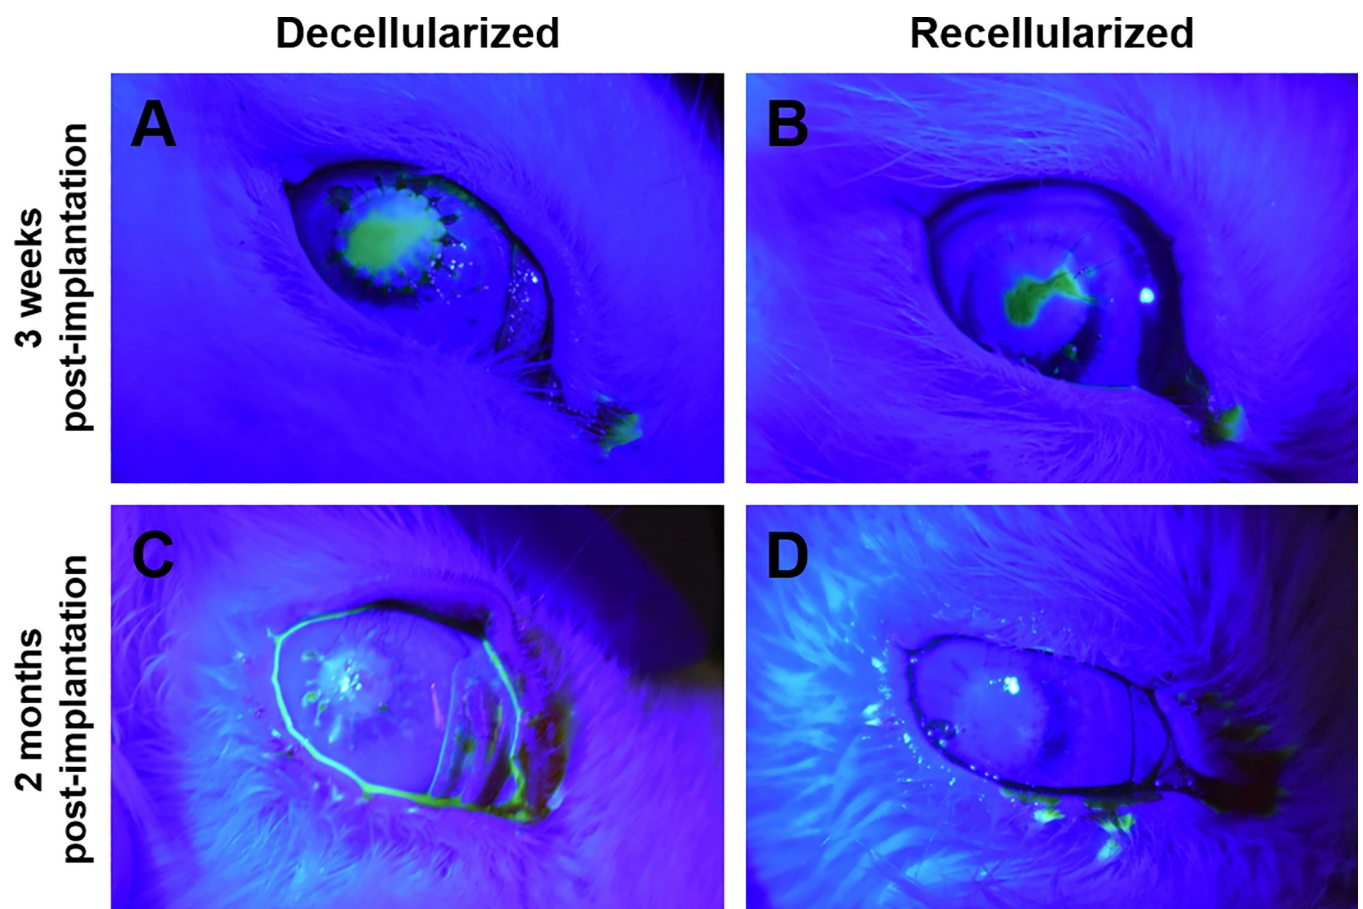 Decellularized
Recellularized
3 weeks
post-implantation
A
B
2 months
post-implantation
C
D